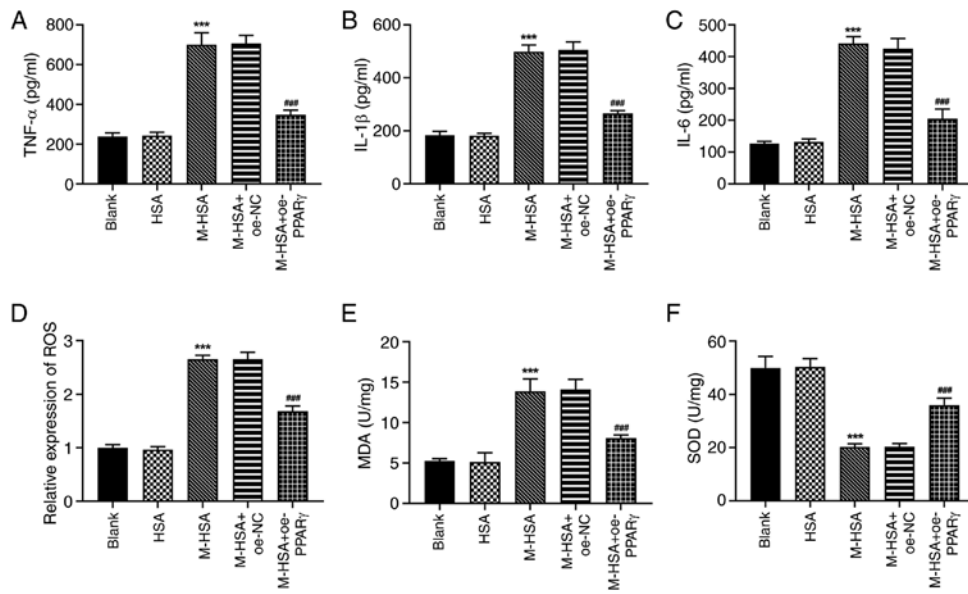 A
TNF-α (pg/ml)
800
600
400
200
0
***
###
Blank
HSA
M-HSA
M-HSA+
oe-NC
M-HSA+oe-
PPARγ
B
IL-1β (pg/ml)
600
400
200
0
***
###
Blank
HSA
M-HSA
M-HSA+
oe-NC
M-HSA+oe-
PPARγ
C
IL-6 (pg/ml)
500
400
300
200
100
0
***
###
Blank
HSA
M-HSA
M-HSA+
oe-NC
M-HSA+oe-
PPARγ
D
Relative expression of ROS
3
2
1
0
***
###
Blank
HSA
M-HSA
M-HSA+
oe-NC
M-HSA+oe-
PPARγ
E
MDA (U/mg)
20
15
10
5
0
***
###
Blank
HSA
M-HSA
M-HSA+
oe-NC
M-HSA+oe-
PPARγ
F
SOD (U/mg)
60
40
20
0
***
###
Blank
HSA
M-HSA
M-HSA+
oe-NC
M-HSA+oe-
PPARγ